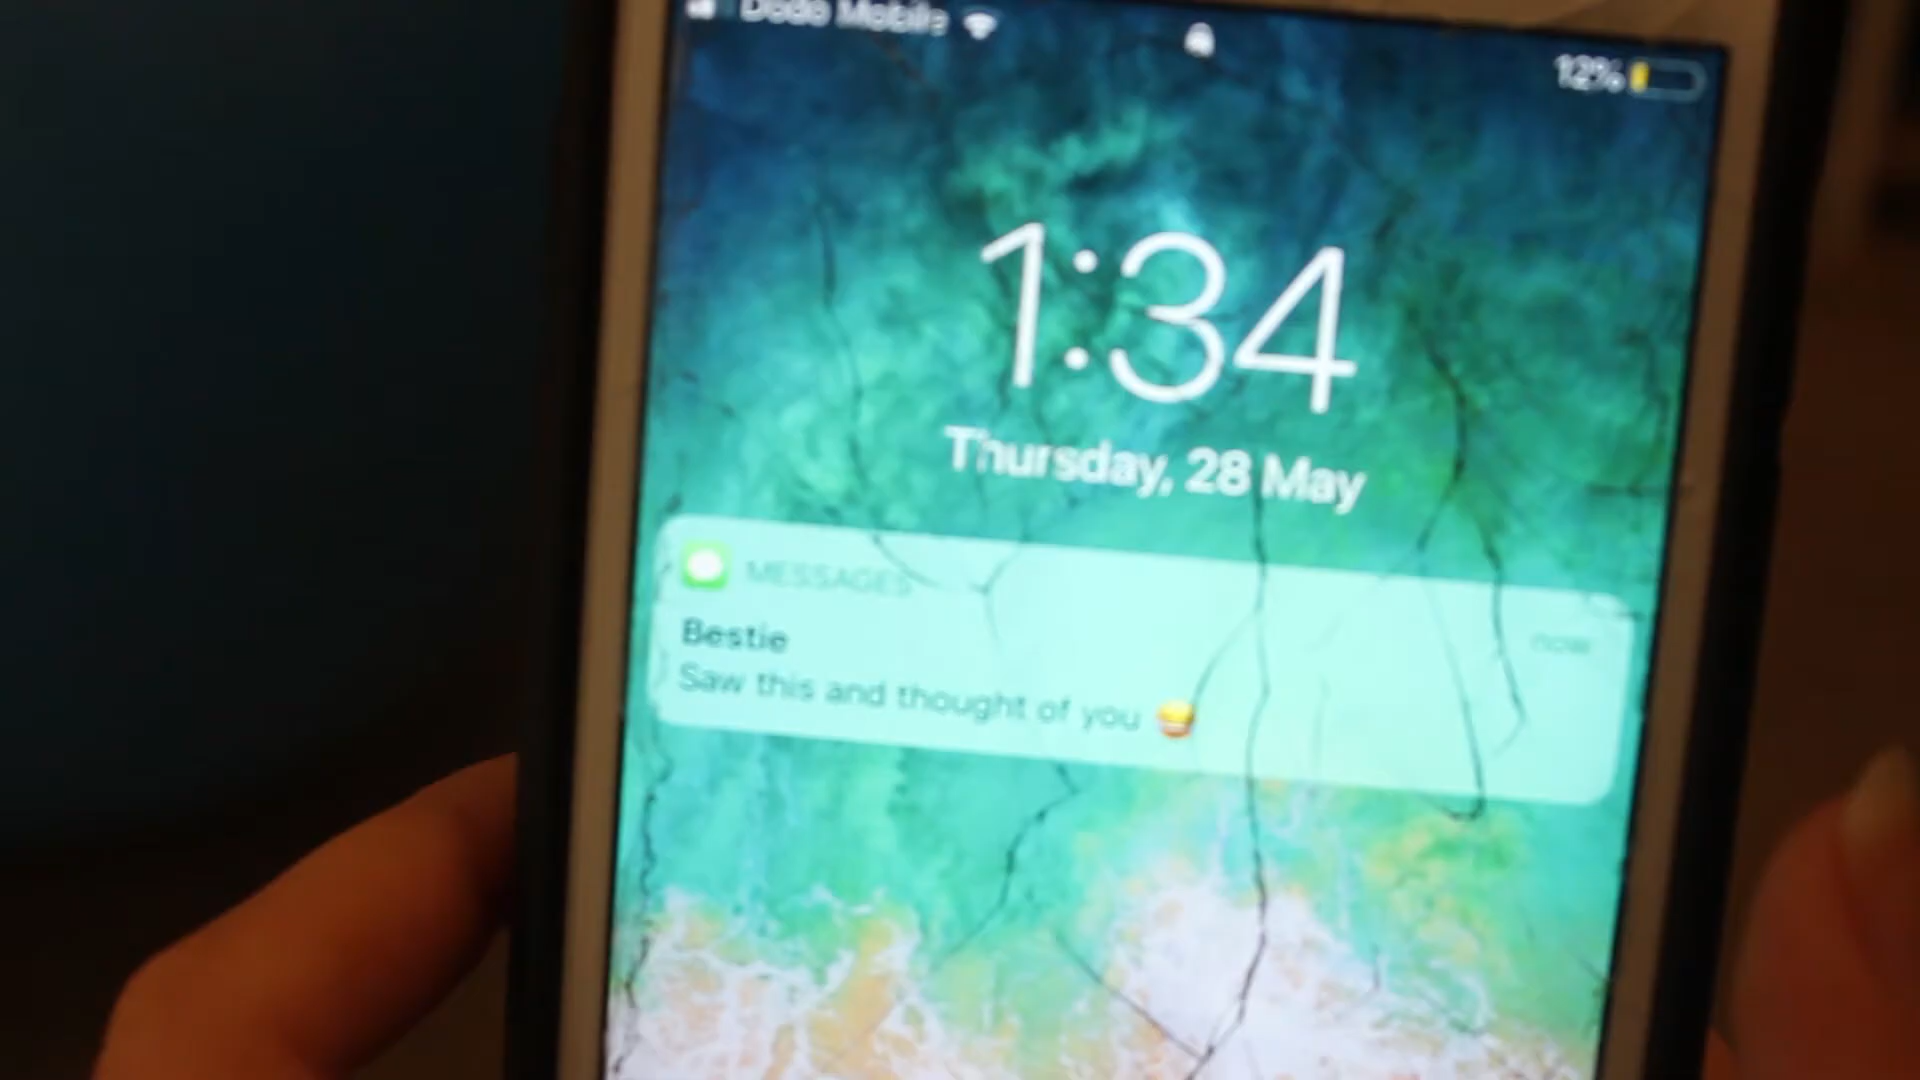 Dodo Mobile
12%
1:34
Thursday, 28 May
MESSAGES
Bestie
now
Saw this and thought of you 😂